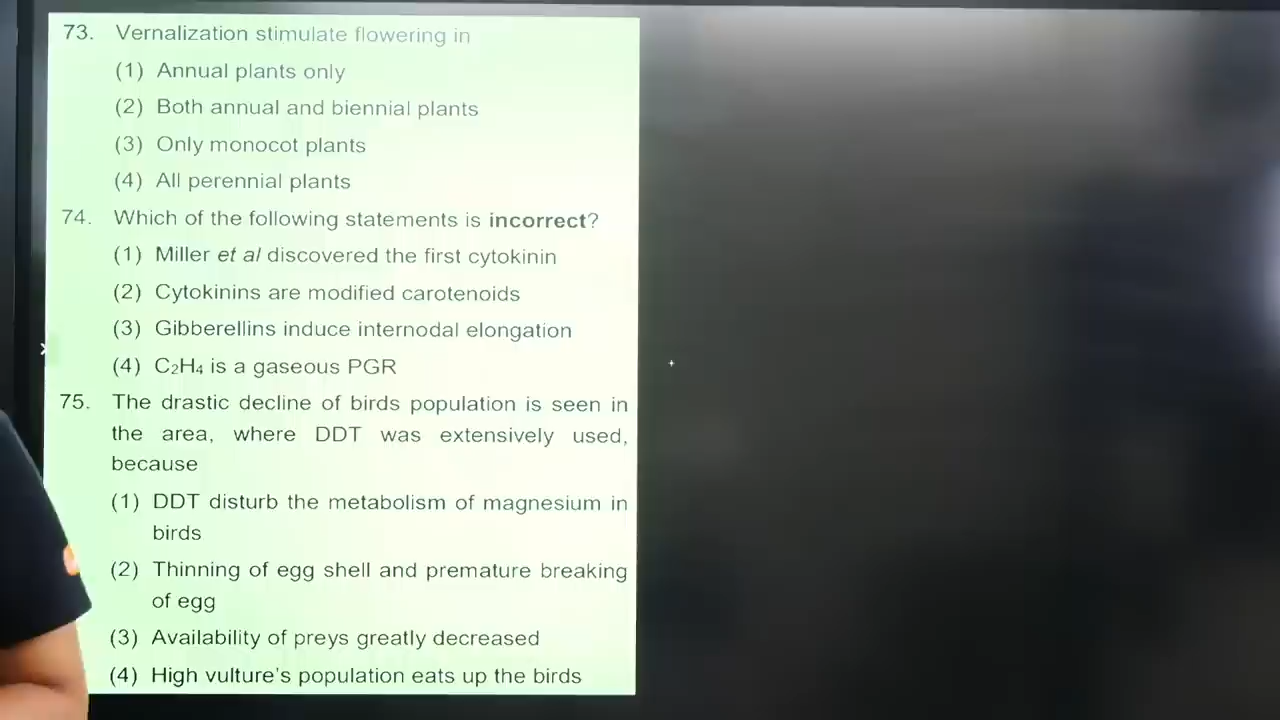 73. Vernalization stimulate flowering in
(1) Annual plants only
(2) Both annual and biennial plants
(3) Only monocot plants
(4) All perennial plants
74. Which of the following statements is incorrect?
(1) Miller et al discovered the first cytokinin
(2) Cytokinins are modified carotenoids
(3) Gibberellins induce internodal elongation
(4) C₂H₄ is a gaseous PGR
75. The drastic decline of birds population is seen in
the area, where DDT was extensively used,
because
(1) DDT disturb the metabolism of magnesium in
birds
(2) Thinning of egg shell and premature breaking
of egg
(3) Availability of preys greatly decreased
(4) High vulture's population eats up the birds